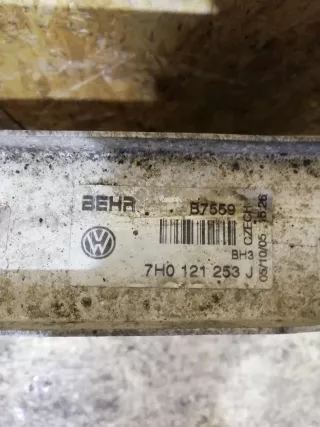 BEHR B7559
BH3
7H0 121 253 J
CZECH
05/10/05